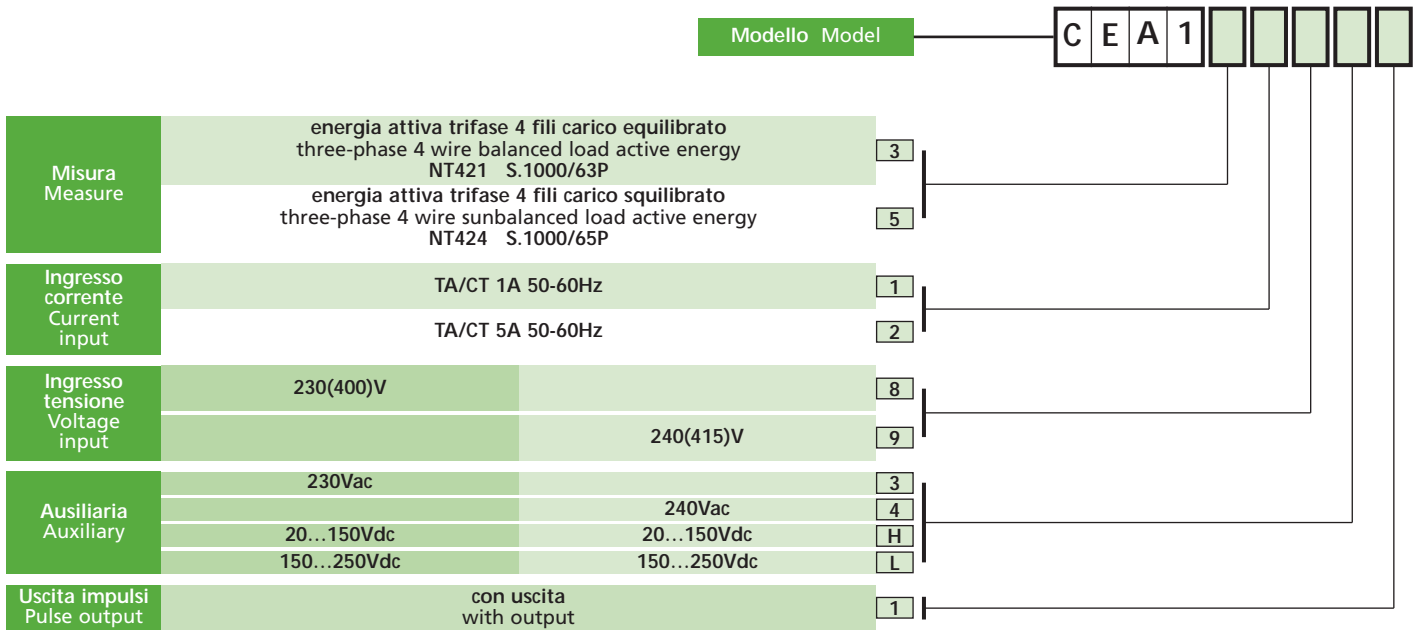 Modello Model
C E A 1
Misura
Measure
energia attiva trifase 4 fili carico equilibrato
three-phase 4 wire balanced load active energy
NT421 S.1000/63P
3
energia attiva trifase 4 fili carico squilibrato
three-phase 4 wire sunbalanced load active energy
NT424 S.1000/65P
5
Ingresso
corrente
Current
input
TA/CT 1A 50-60Hz
1
TA/CT 5A 50-60Hz
2
Ingresso
tensione
Voltage
input
230(400)V
8
240(415)V
9
Ausiliaria
Auxiliary
230Vac
3
240Vac
4
20...150Vdc 20...150Vdc
H
150...250Vdc 150...250Vdc
L
Uscita impulsi
Pulse output
con uscita
with output
1